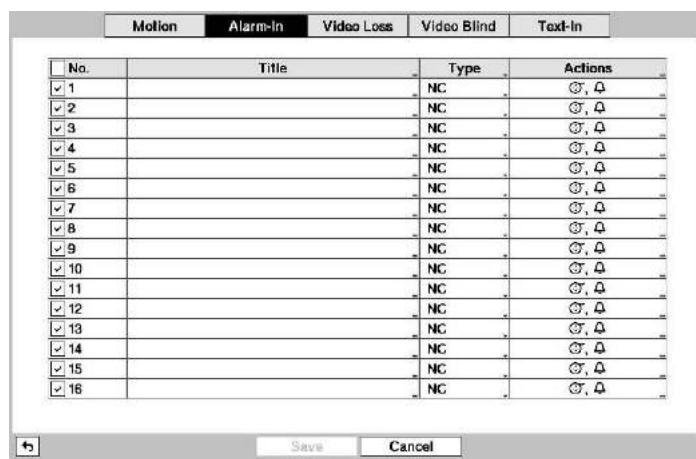 Motion Alarm-In Video Loss Video Blind Text-In
No. Title Type Actions
1 NC
2 NC
3 NC
4 NC
5 NC
6 NC
7 NC
8 NC
9 NC
10 NC
11 NC
12 NC
13 NC
14 NC
15 NC
16 NC
Save Cancel